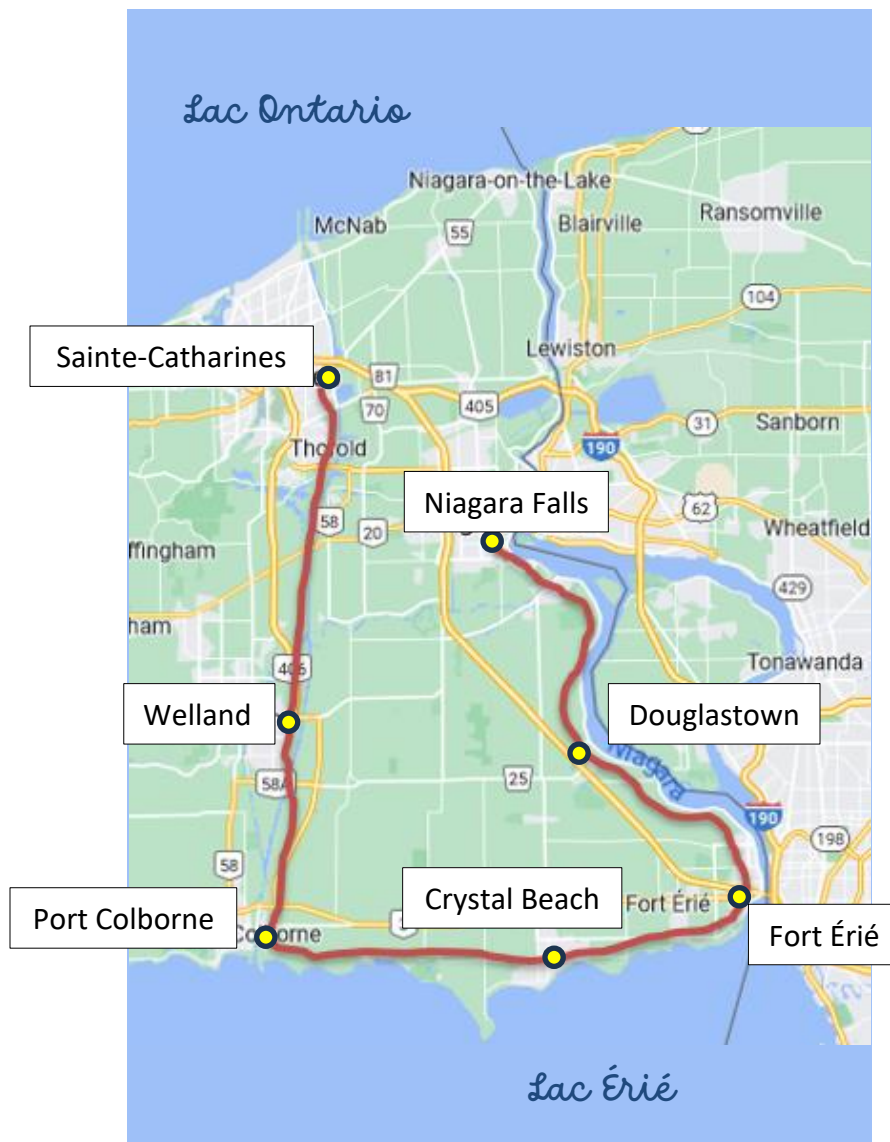 Lac Ontario
Niagara-on-the-Lake
McNab
55
Blairville
Ransomville
104
Sainte-Catharines
Lewiston
81
405
70
31
Sanborn
190
Thorold
Niagara Falls
62
58
20
Wheatfield
ffingham
429
ham
406
Tonawanda
Welland
Douglastown
Niagara
58A
25
190
198
58
Crystal Beach
Fort Érié
Port Colborne
Colborne
Fort Érié
Lac Érié